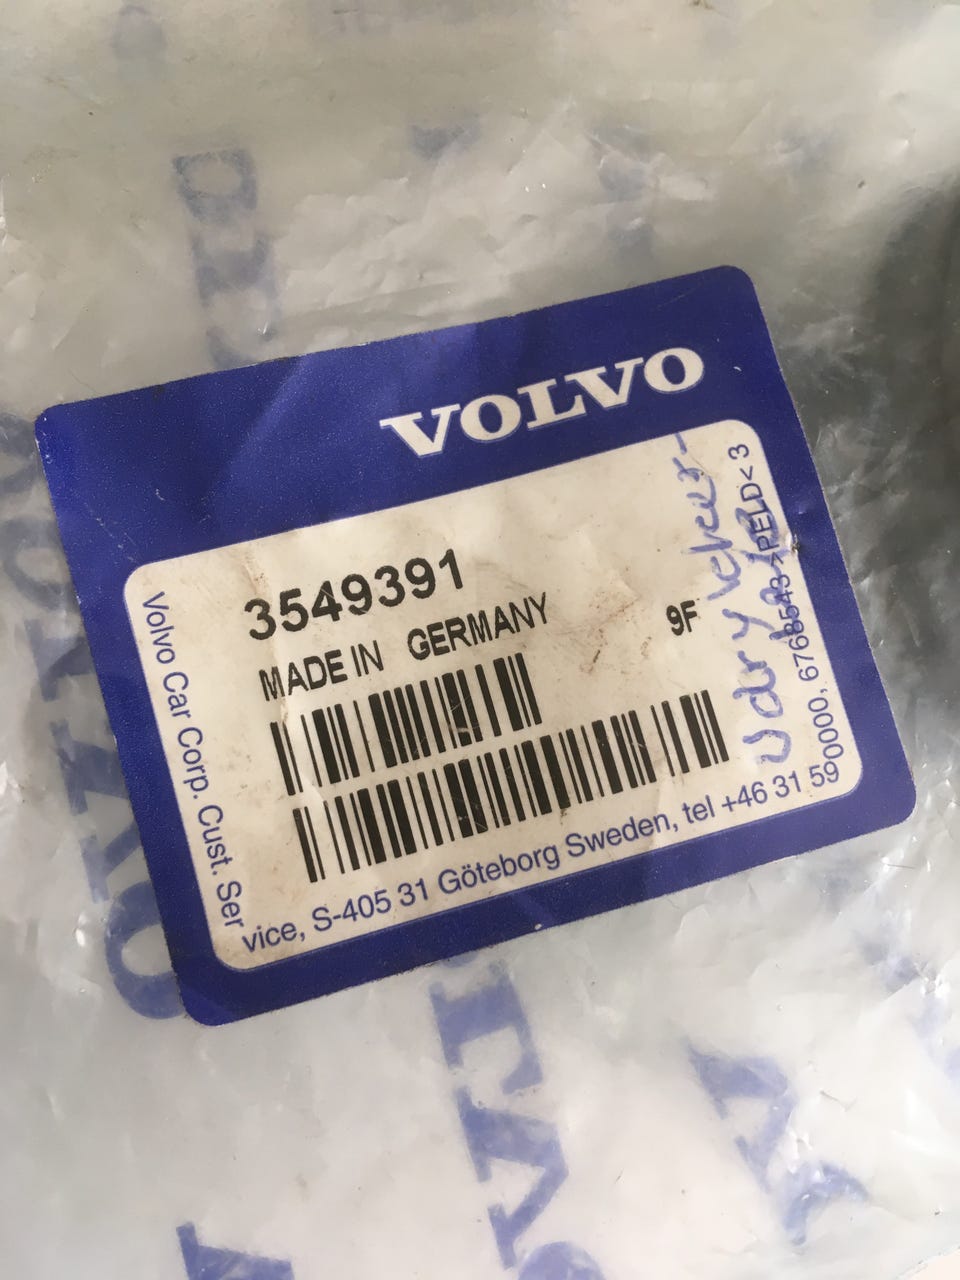 VOLVO
3549391
MADE IN GERMANY
9F
Volvo Car Corp. Cust. Service, S-405 31 Göteborg Sweden, tel +46 31 590000, 6768543 >PELD< 3